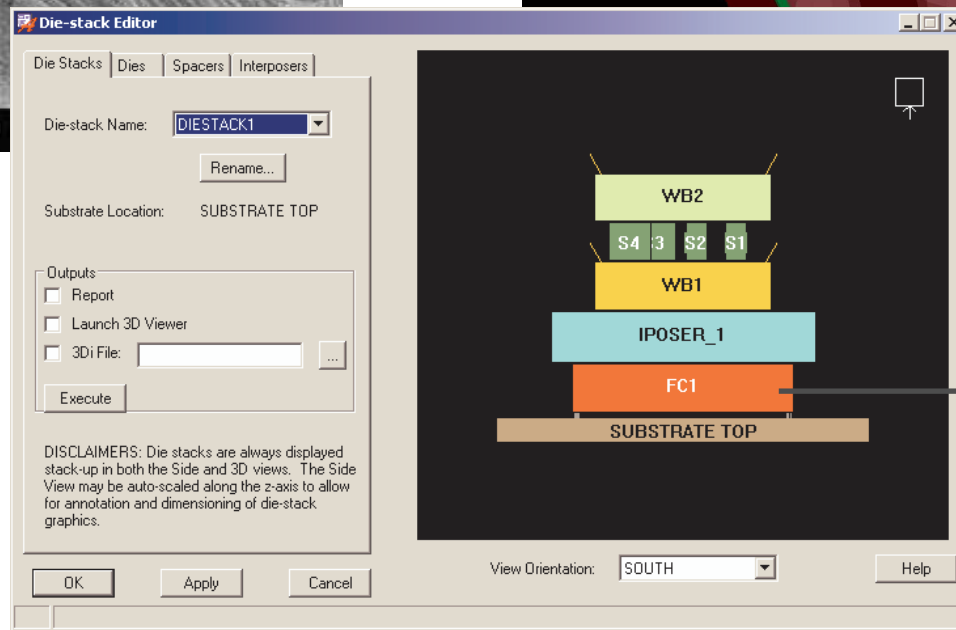 Die-stack Editor
Die Stacks Dies Spacers Interposers
Die-stack Name: DIESTACK1
Rename...
Substrate Location: SUBSTRATE TOP
Outputs
Report
Launch 3D Viewer
3Di File: ...
Execute
DISCLAIMERS: Die stacks are always displayed
stack-up in both the Side and 3D views. The Side
View may be auto-scaled along the z-axis to allow
for annotation and dimensioning of die-stack
graphics.
OK Apply Cancel
WB2
S4 3 S2 S1
WB1
IPOSER_1
FC1
SUBSTRATE TOP
View Orientation: SOUTH
Help